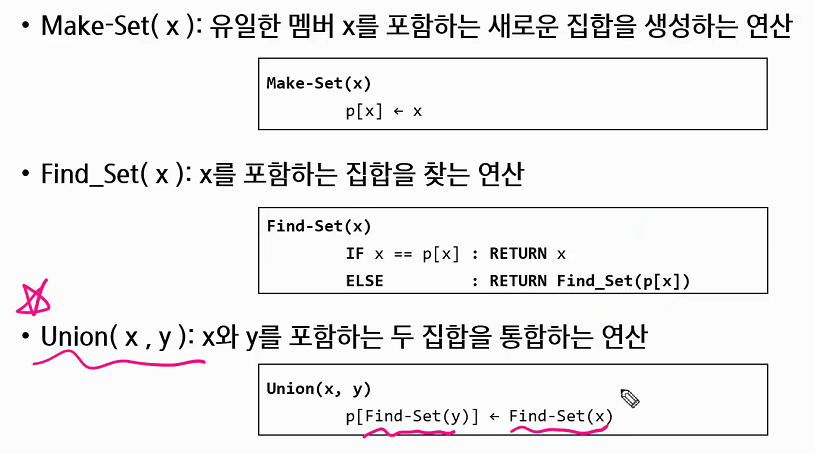 • Make-Set( x ): 유일한 멤버 x를 포함하는 새로운 집합을 생성하는 연산
Make-Set(x)
p[x] ← x
• Find_Set( x ): x를 포함하는 집합을 찾는 연산
Find-Set(x)
IF x == p[x] : RETURN x
ELSE : RETURN Find_Set(p[x])
• Union( x , y ): x와 y를 포함하는 두 집합을 통합하는 연산
Union(x, y)
p[Find-Set(y)] ← Find-Set(x)